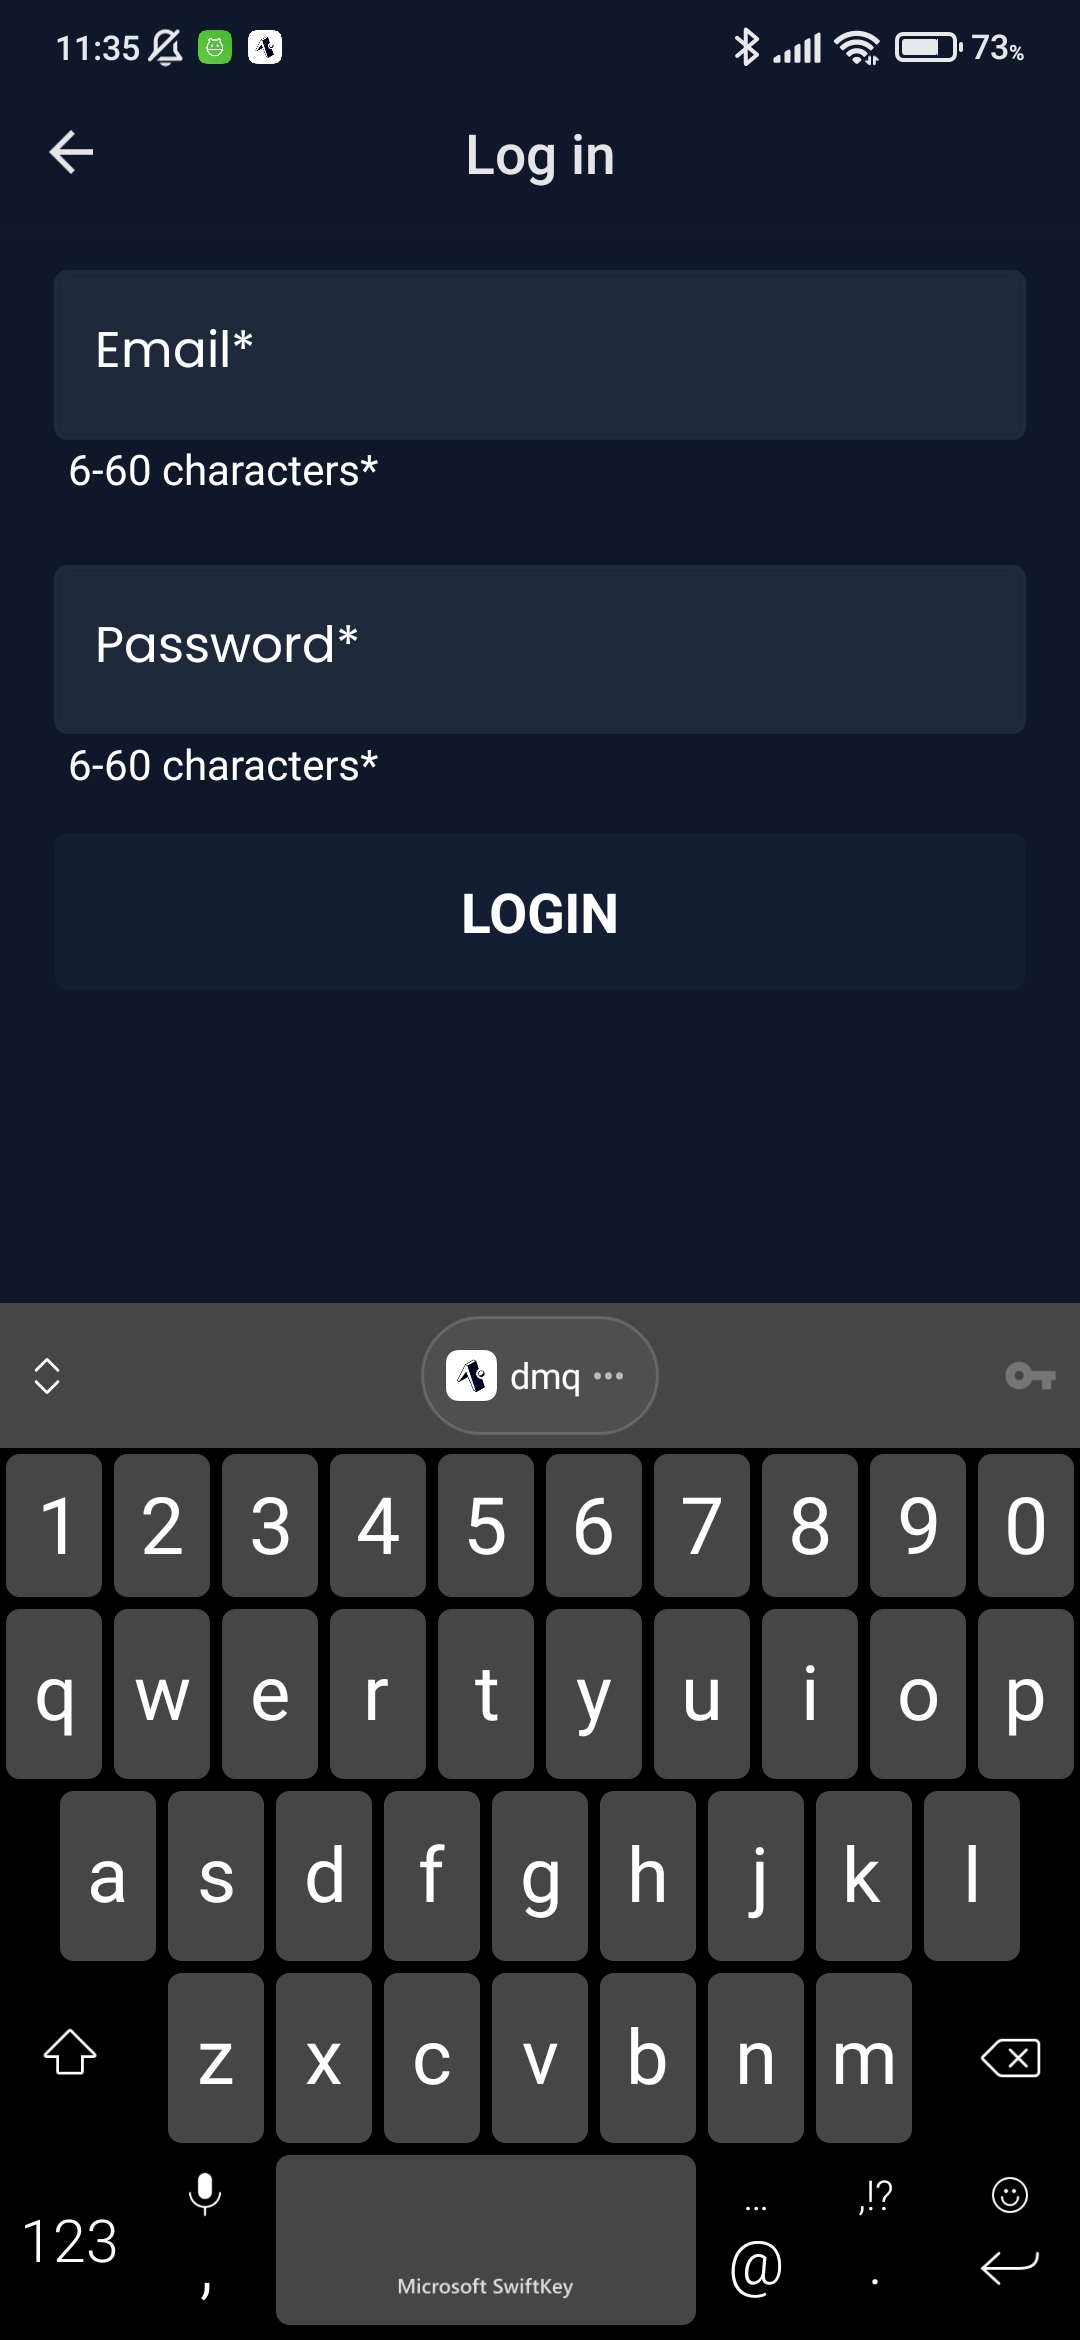 11:35 73%
Log in
Email*
6-60 characters*
Password*
6-60 characters*
LOGIN
dmq •••
1 2 3 4 5 6 7 8 9 0
q w e r t y u i o p
a s d f g h j k l
z x c v b n m
... ,!?
123 , @ .
Microsoft SwiftKey